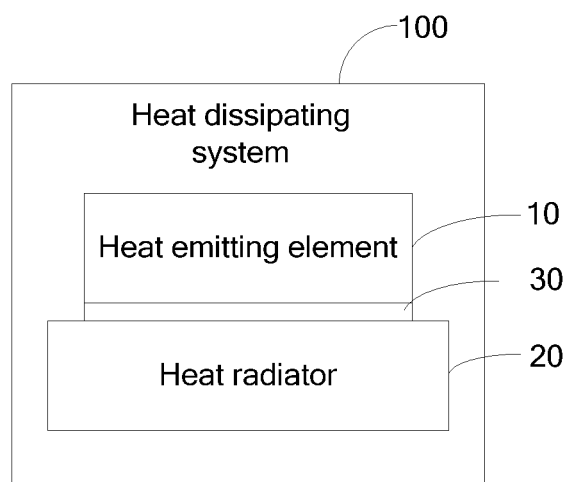 100
Heat dissipating
system
10
Heat emitting element
30
20
Heat radiator